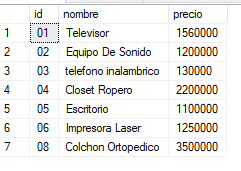 id nombre precio
1 01 Televisor 1560000
2 02 Equipo De Sonido 1200000
3 03 telefono inalambrico 130000
4 04 Closet Ropero 2200000
5 05 Escritorio 1100000
6 06 Impresora Laser 1250000
7 08 Colchon Ortopedico 3500000